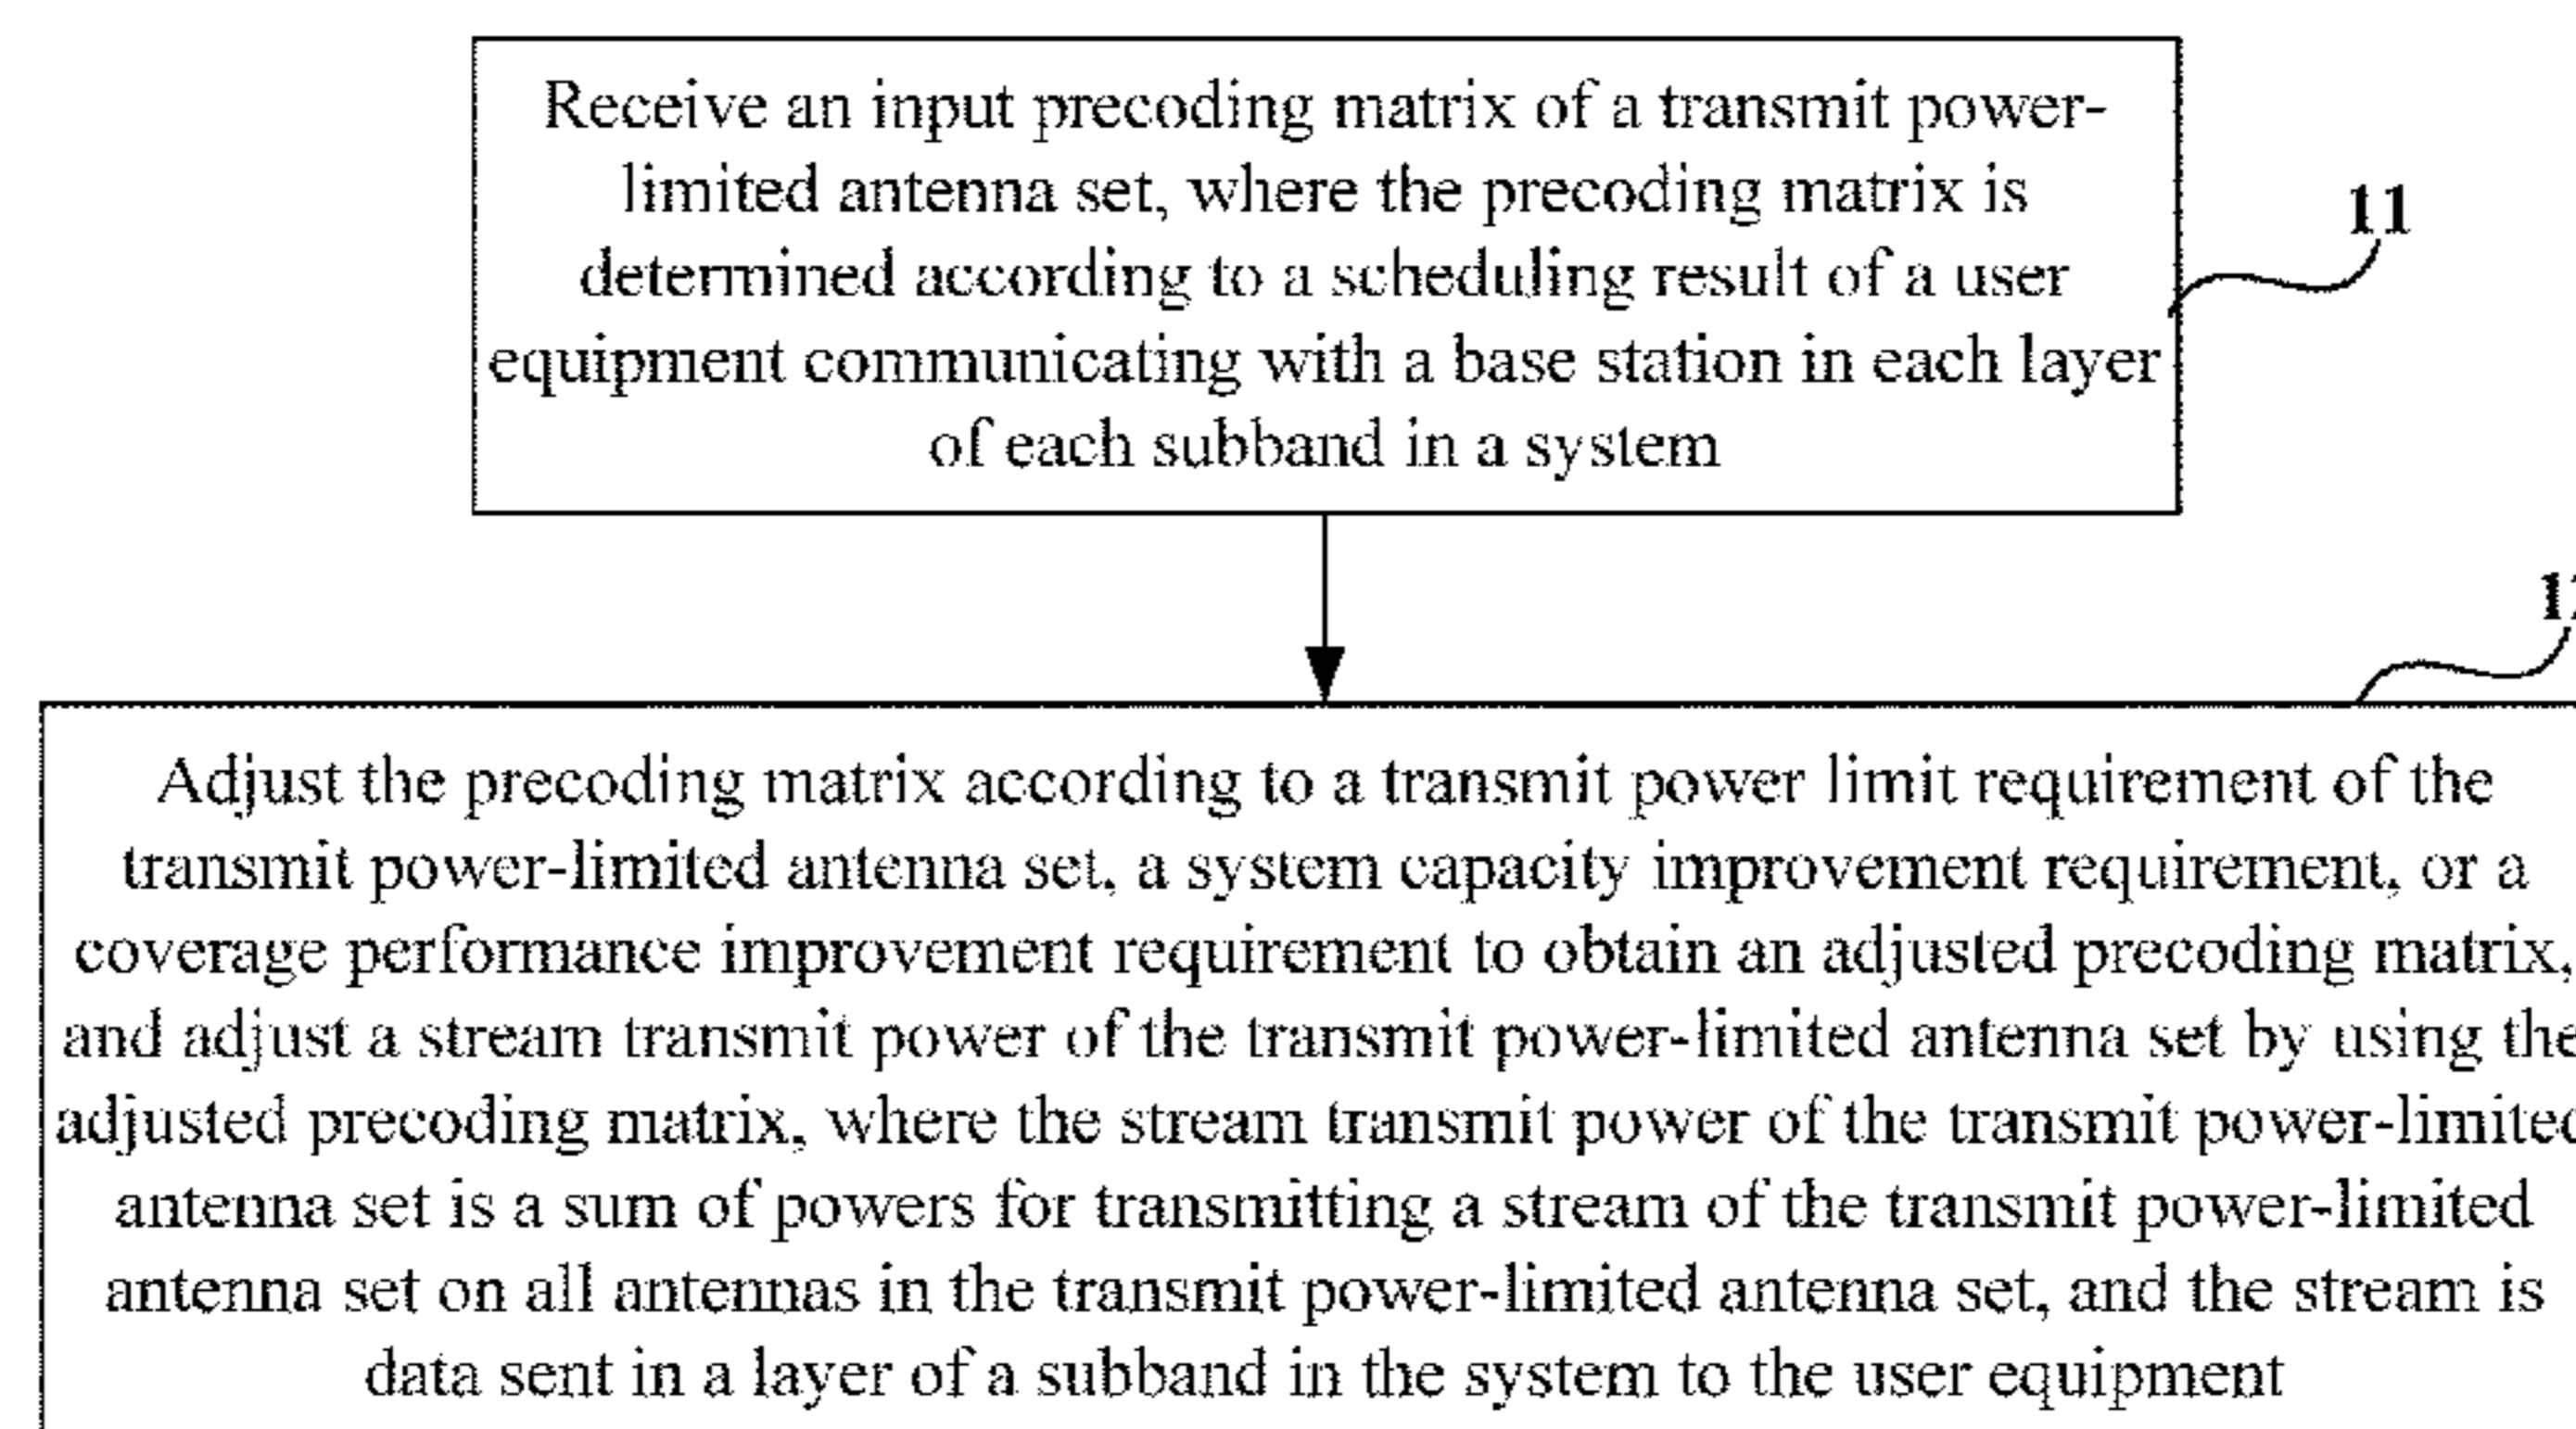 Receive an input precoding matrix of a transmit power-
limited antenna set, where the precoding matrix is
determined according to a scheduling result of a user
equipment communicating with a base station in each layer
of each subband in a system
11
Adjust the precoding matrix according to a transmit power limit requirement of the
transmit power-limited antenna set, a system capacity improvement requirement, or a
coverage performance improvement requirement to obtain an adjusted precoding matrix,
and adjust a stream transmit power of the transmit power-limited antenna set by using the
adjusted precoding matrix, where the stream transmit power of the transmit power-limited
antenna set is a sum of powers for transmitting a stream of the transmit power-limited
antenna set on all antennas in the transmit power-limited antenna set, and the stream is
data sent in a layer of a subband in the system to the user equipment